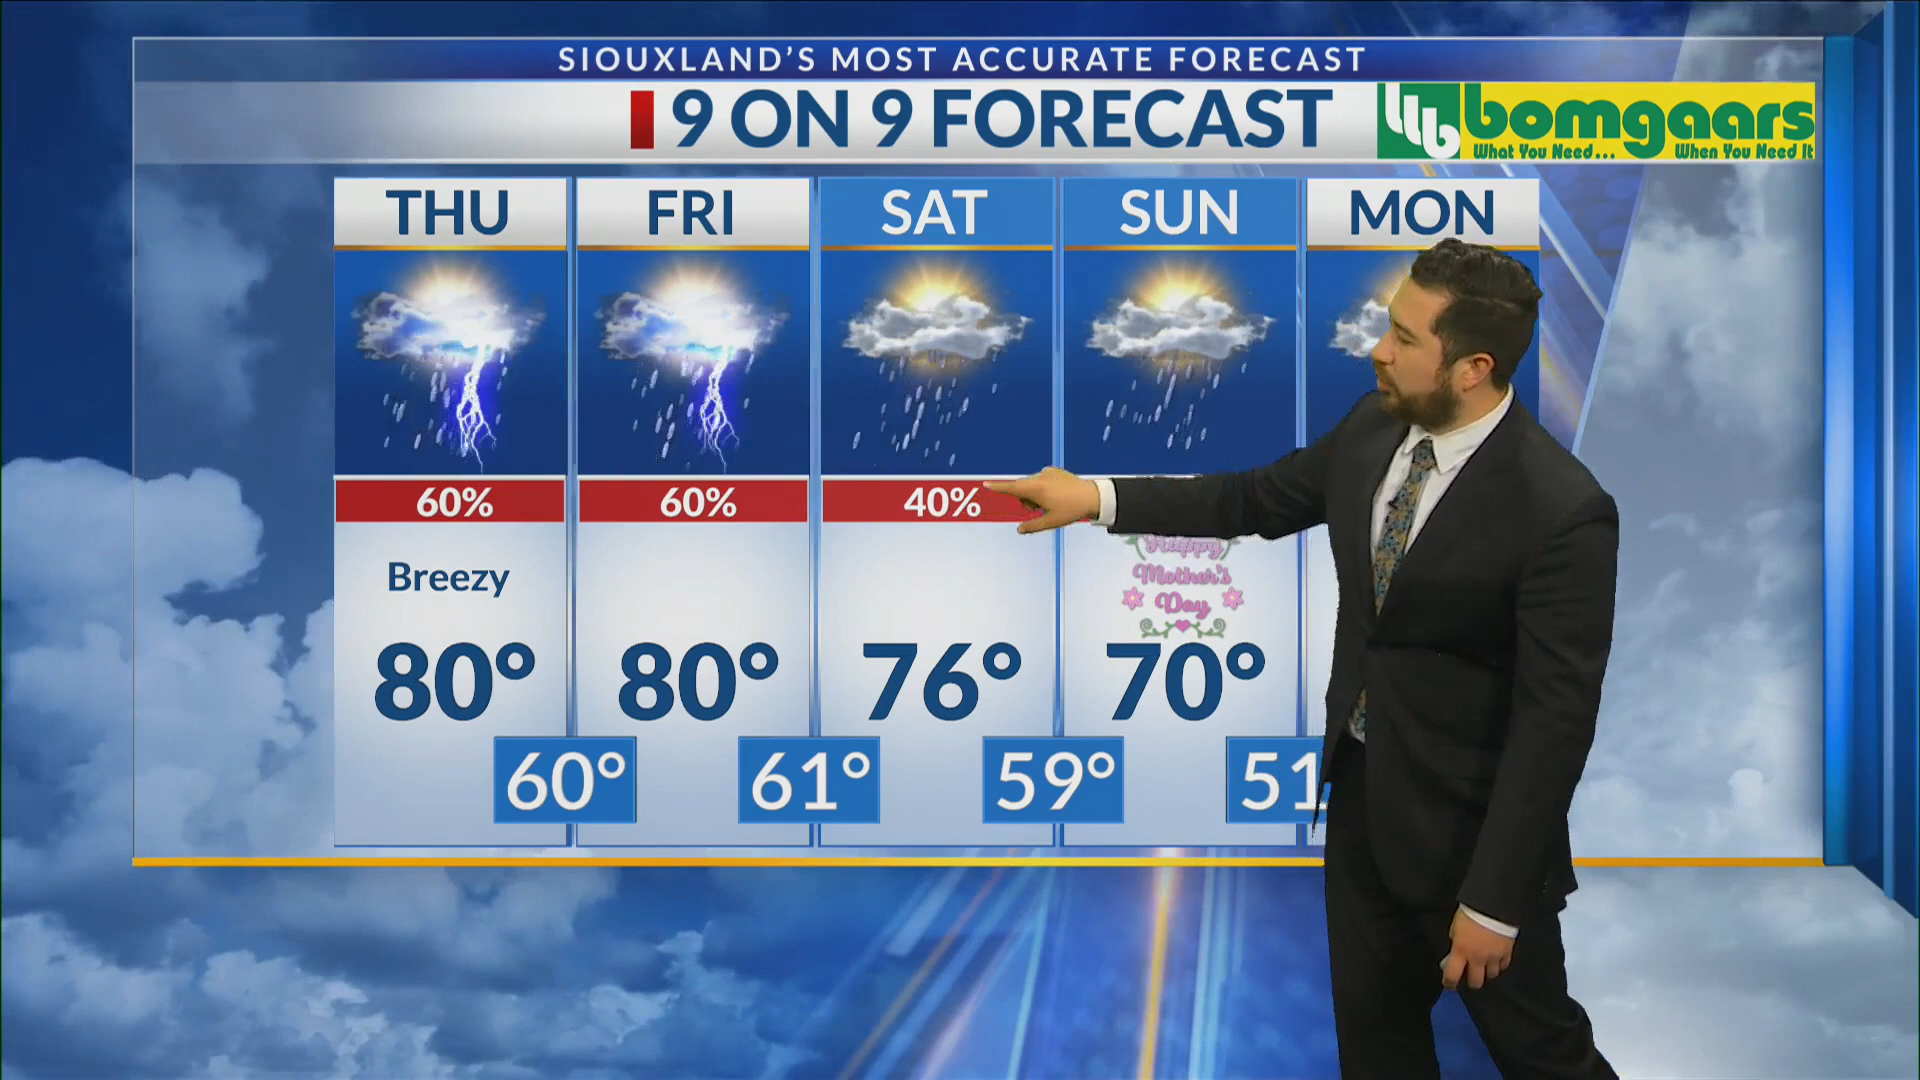 SIOUXLAND'S MOST ACCURATE FORECAST
9 ON 9 FORECAST
bomgaars
What You Need... When You Need It
THU FRI SAT SUN MON
60% 60% 40%
Breezy
Happy
Mother's
Day
80° 80° 76° 70°
60° 61° 59° 51